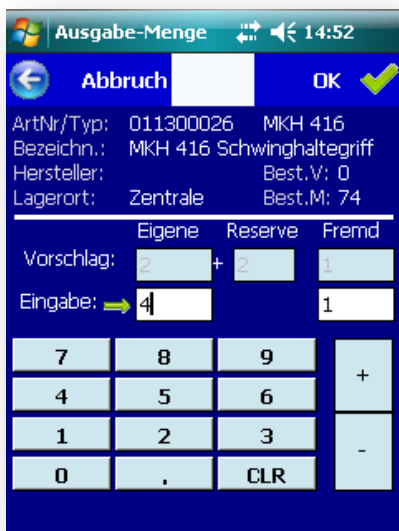 Ausgabe-Menge 14:52
Abbruch OK
ArtNr/Typ: 011300026 MKH 416
Bezeichn.: MKH 416 Schwinghaltegriff
Hersteller: Best.V: 0
Lagerort: Zentrale Best.M: 74
Eigene Reserve Fremd
Vorschlag: 2 + 2 1
Eingabe: 4 1
7 8 9 +
4 5 6
1 2 3 -
0 . CLR